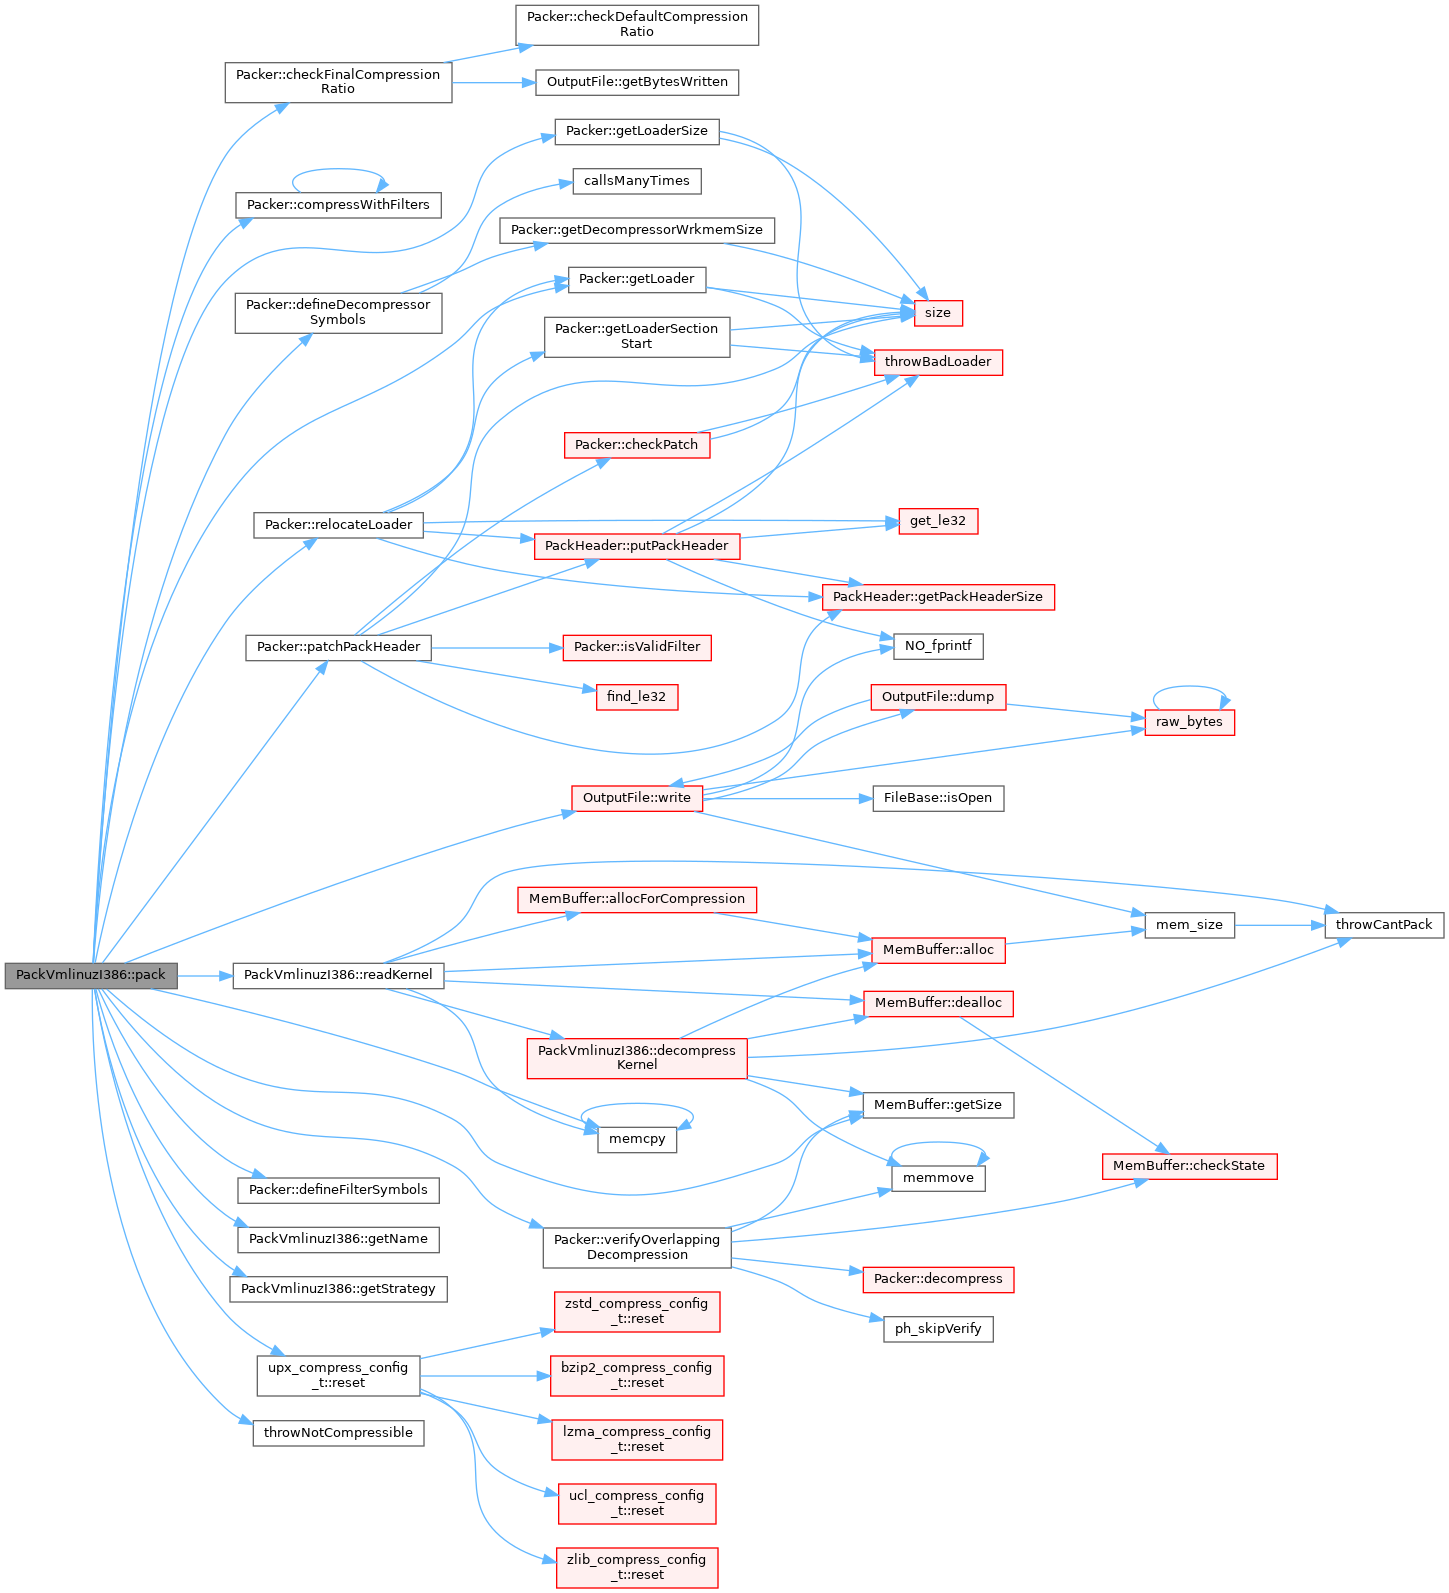 Packer::checkDefaultCompression
Ratio
Packer::checkFinalCompression
Ratio
OutputFile::getBytesWritten
Packer::getLoaderSize
callsManyTimes
Packer::compressWithFilters
Packer::getDecompressorWrkmemSize
Packer::getLoader
Packer::defineDecompressor
Symbols
size
Packer::getLoaderSection
Start
throwBadLoader
Packer::checkPatch
Packer::relocateLoader
get_le32
PackHeader::putPackHeader
PackHeader::getPackHeaderSize
Packer::patchPackHeader
Packer::isValidFilter
NO_fprintf
find_le32
OutputFile::dump
raw_bytes
OutputFile::write
FileBase::isOpen
MemBuffer::allocForCompression
mem_size
throwCantPack
MemBuffer::alloc
PackVmlinuzI386::pack
PackVmlinuzI386::readKernel
MemBuffer::dealloc
PackVmlinuzI386::decompress
Kernel
MemBuffer::getSize
memcpy
MemBuffer::checkState
memmove
Packer::defineFilterSymbols
PackVmlinuzI386::getName
Packer::verifyOverlapping
Decompression
Packer::decompress
PackVmlinuzI386::getStrategy
zstd_compress_config
_t::reset
ph_skipVerify
upx_compress_config
_t::reset
bzip2_compress_config
_t::reset
throwNotCompressible
lzma_compress_config
_t::reset
ucl_compress_config
_t::reset
zlib_compress_config
_t::reset